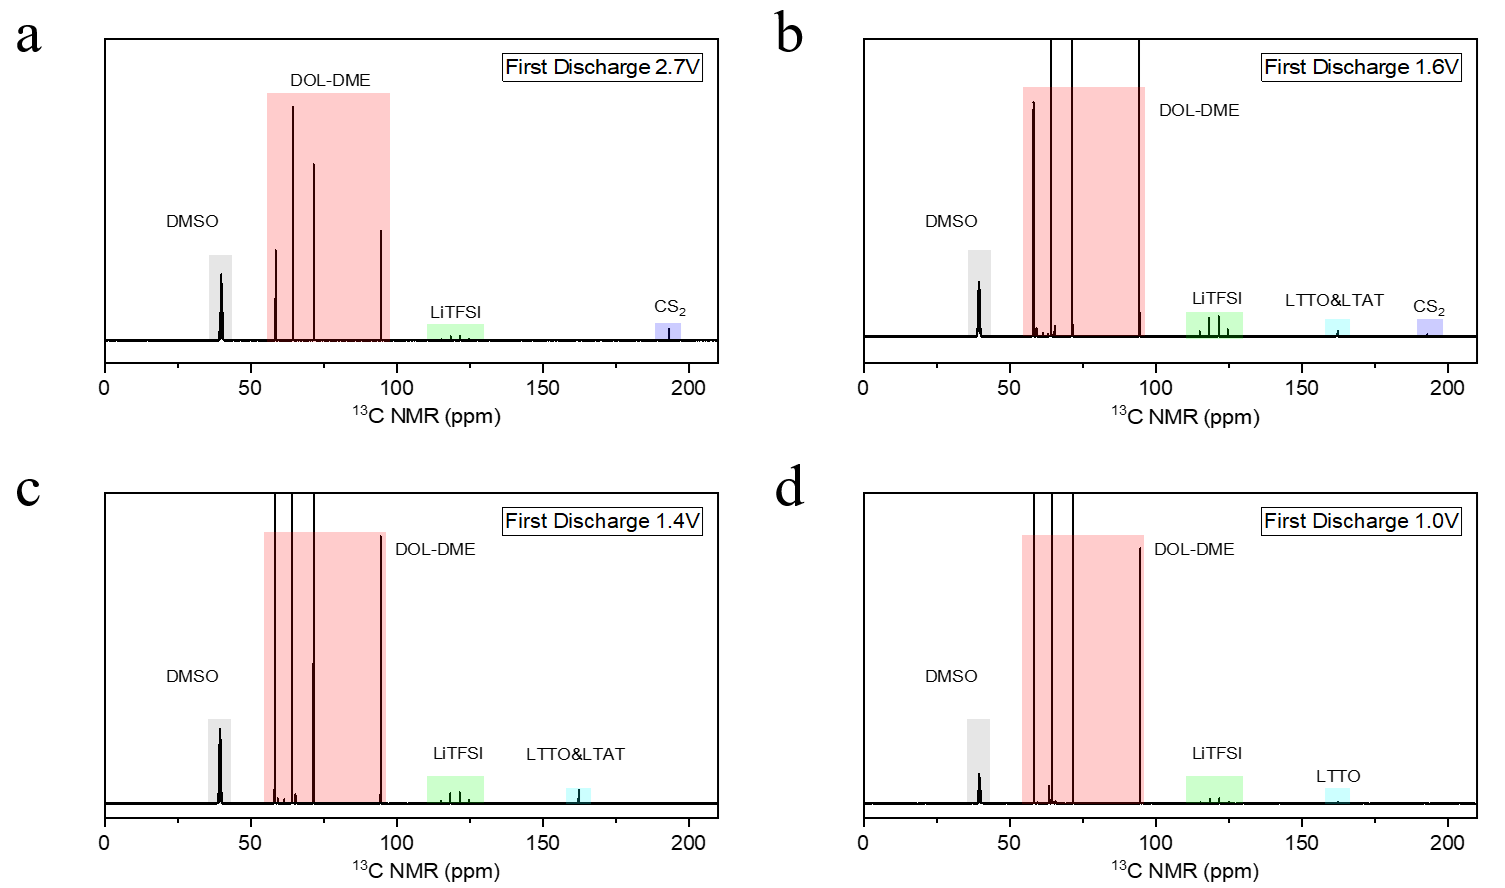 a
First Discharge 2.7V
DOL-DME
DMSO
LiTFSI
CS₂
0 50 100 150 200
¹³C NMR (ppm)
b
First Discharge 1.6V
DOL-DME
DMSO
LiTFSI
LTTO&LTAT
CS₂
0 50 100 150 200
¹³C NMR (ppm)
c
First Discharge 1.4V
DOL-DME
DMSO
LiTFSI
LTTO&LTAT
0 50 100 150 200
¹³C NMR (ppm)
d
First Discharge 1.0V
DOL-DME
DMSO
LiTFSI
LTTO
0 50 100 150 200
¹³C NMR (ppm)